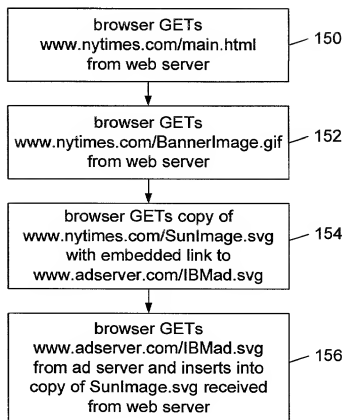 browser GETs
www.nytimes.com/main.html
from web server
150
browser GETs
www.nytimes.com/BannerImage.gif
from web server
152
browser GETs copy of
www.nytimes.com/SunImage.svg
with embedded link to
www.adserver.com/IBMad.svg
154
browser GETs
www.adserver.com/IBMad.svg
from ad server and inserts into
copy of SunImage.svg received
from web server
156